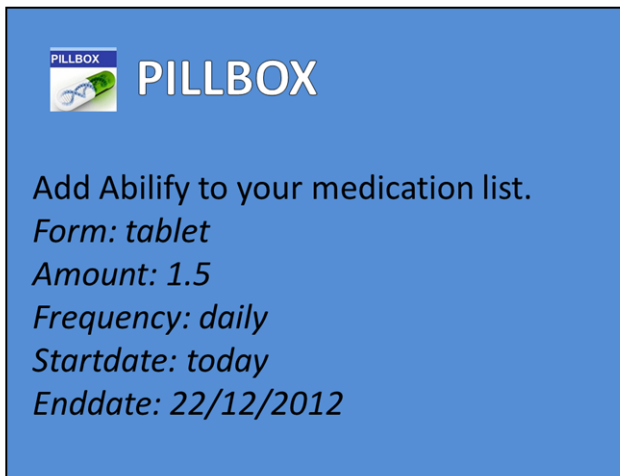 PILLBOX
PILLBOX
Add Abilify to your medication list.
Form: tablet
Amount: 1.5
Frequency: daily
Startdate: today
Enddate: 22/12/2012